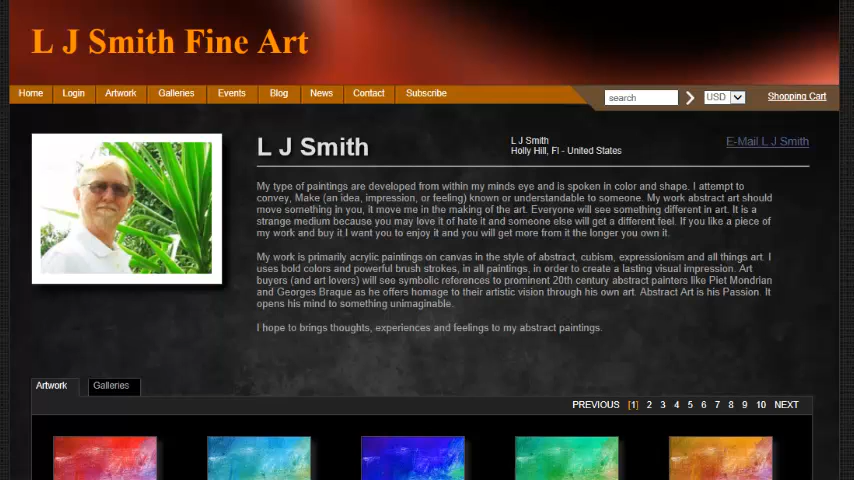 L J Smith Fine Art
Home Login Artwork Galleries Events Blog News Contact Subscribe
search USD Shopping Cart
L J Smith
L J Smith
Holly Hill, Fl - United States
E-Mail L J Smith
My type of paintings are developed from within my minds eye and is spoken in color and shape. I attempt to
convey, Make (an idea, impression, or feeling) known or understandable to someone. My work abstract art should
move something in you, it move me in the making of the art. Everyone will see something different in art. It is a
strange medium because you may love it of hate it and someone else will get a different feel. If you like a piece of
my work and buy it I want you to enjoy it and you will get more from it the longer you own it.
My work is primarily acrylic paintings on canvas in the style of abstract, cubism, expressionism and all things art. I
uses bold colors and powerful brush strokes, in all paintings, in order to create a lasting visual impression. Art
buyers (and art lovers) will see symbolic references to prominent 20th century abstract painters like Piet Mondrian
and Georges Braque as he offers homage to their artistic vision through his own art. Abstract Art is his Passion. It
opens his mind to something unimaginable.
I hope to brings thoughts, experiences and feelings to my abstract paintings.
Artwork Galleries
PREVIOUS [1] 2 3 4 5 6 7 8 9 10 NEXT